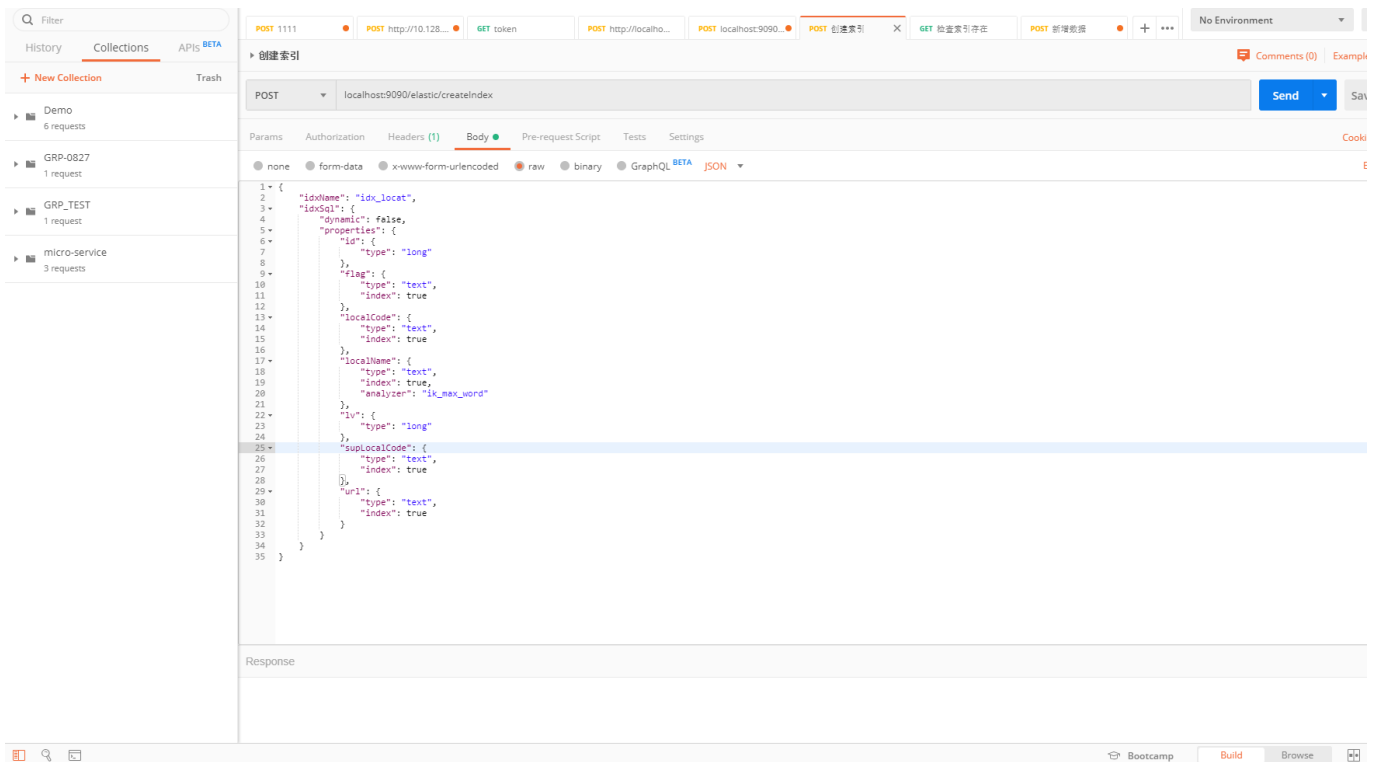 Filter
History Collections APIs BETA
+ New Collection Trash
Demo
6 requests
GRP-0827
1 request
GRP_TEST
1 request
micro-service
3 requests
POST 1111 POST http://10.128.... GET token POST http://localho... POST localhost:9090... POST 创建索引 X GET 检查索引存在 POST 新增数据 + ••• No Environment
创建索引 Comments (0) Example
POST localhost:9090/elastic/createIndex Send Sav
Params Authorization Headers (1) Body Pre-request Script Tests Settings Cooki
none form-data x-www-form-urlencoded raw binary GraphQL BETA JSON
1 {
2 "idxName": "idx_locat",
3 "idxSql": {
4 "dynamic": false,
5 "properties": {
6 "id": {
7 "type": "long"
8 },
9 "flag": {
10 "type": "text",
11 "index": true
12 },
13 "localCode": {
14 "type": "text",
15 "index": true
16 },
17 "localName": {
18 "type": "text",
19 "index": true,
20 "analyzer": "ik_max_word"
21 },
22 "lv": {
23 "type": "long"
24 },
25 "supLocalCode": {
26 "type": "text",
27 "index": true
28 },
29 "url": {
30 "type": "text",
31 "index": true
32 }
33 }
34 }
35 }
Response
Bootcamp Build Browse